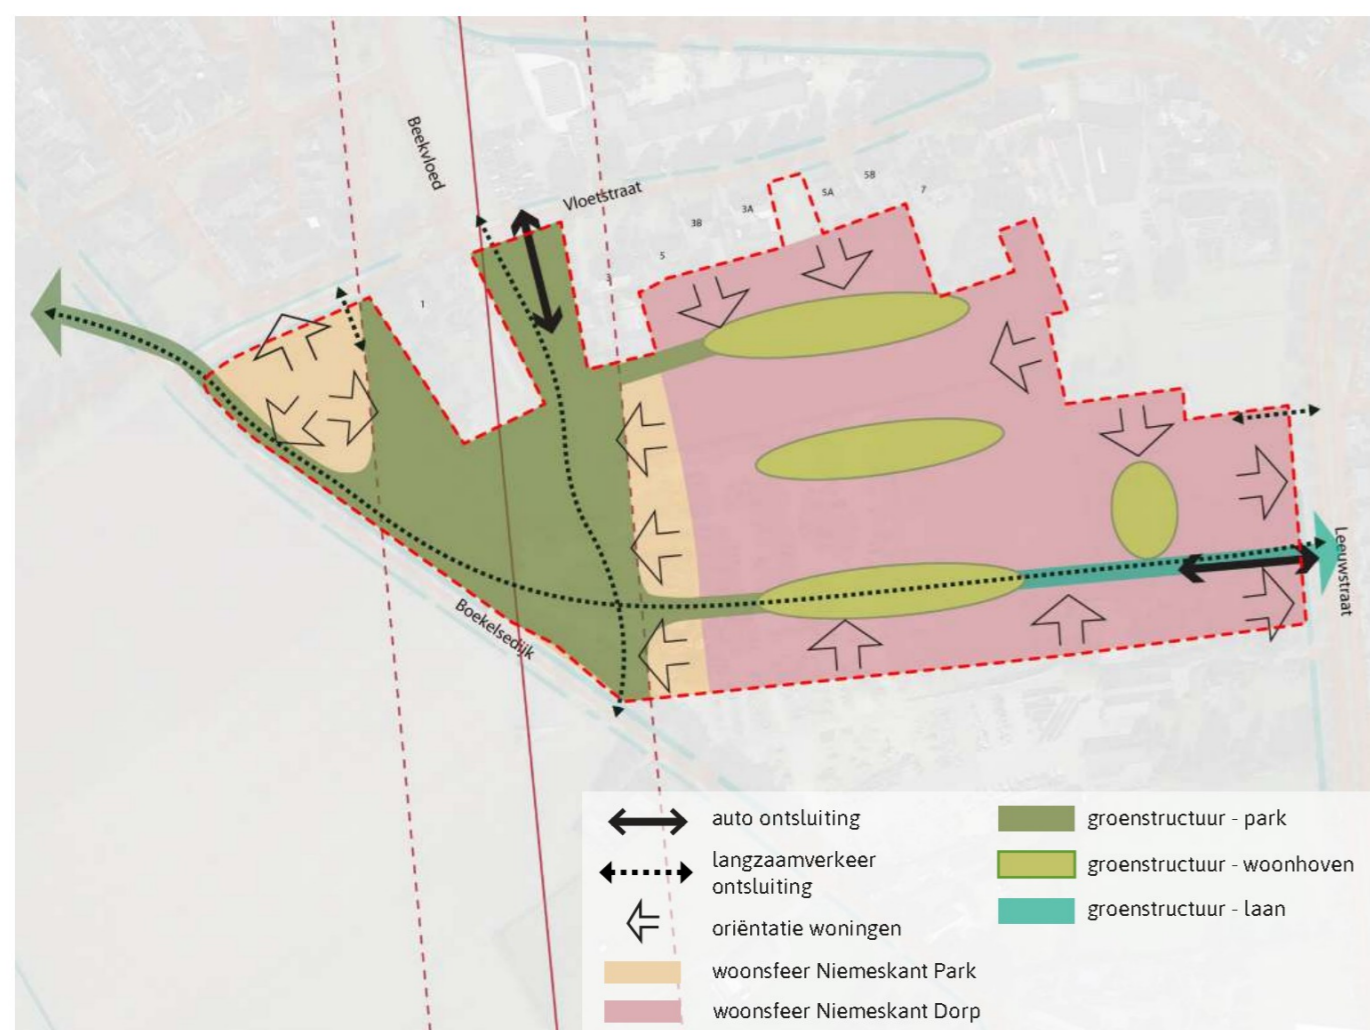 Beekvloed
Vloetstraat
1
3
5
3B
3A
5A
5B
7
Boekelsedijk
Leeuwstraat
auto ontsluiting
langzaamverkeer
ontsluiting
oriëntatie woningen
woonsfeer Niemeskant Park
woonsfeer Niemeskant Dorp
groenstructuur - park
groenstructuur - woonhoven
groenstructuur - laan